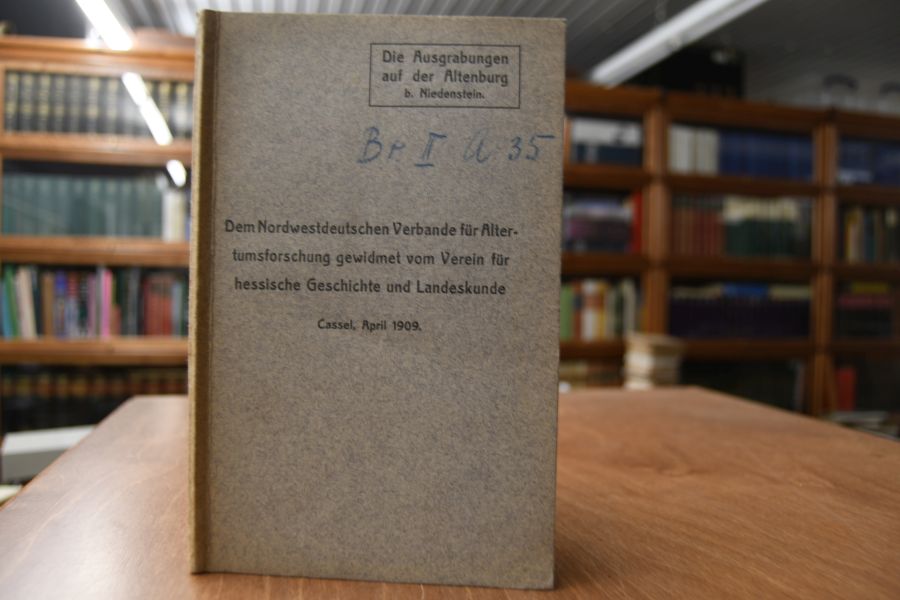 Die Ausgrabungen
auf der Altenburg
b. Niedenstein.
Br II A 35
Dem Nordwestdeutschen Verbande für Alter-
tumsforschung gewidmet vom Verein für
hessische Geschichte und Landeskunde
Cassel, April 1909.